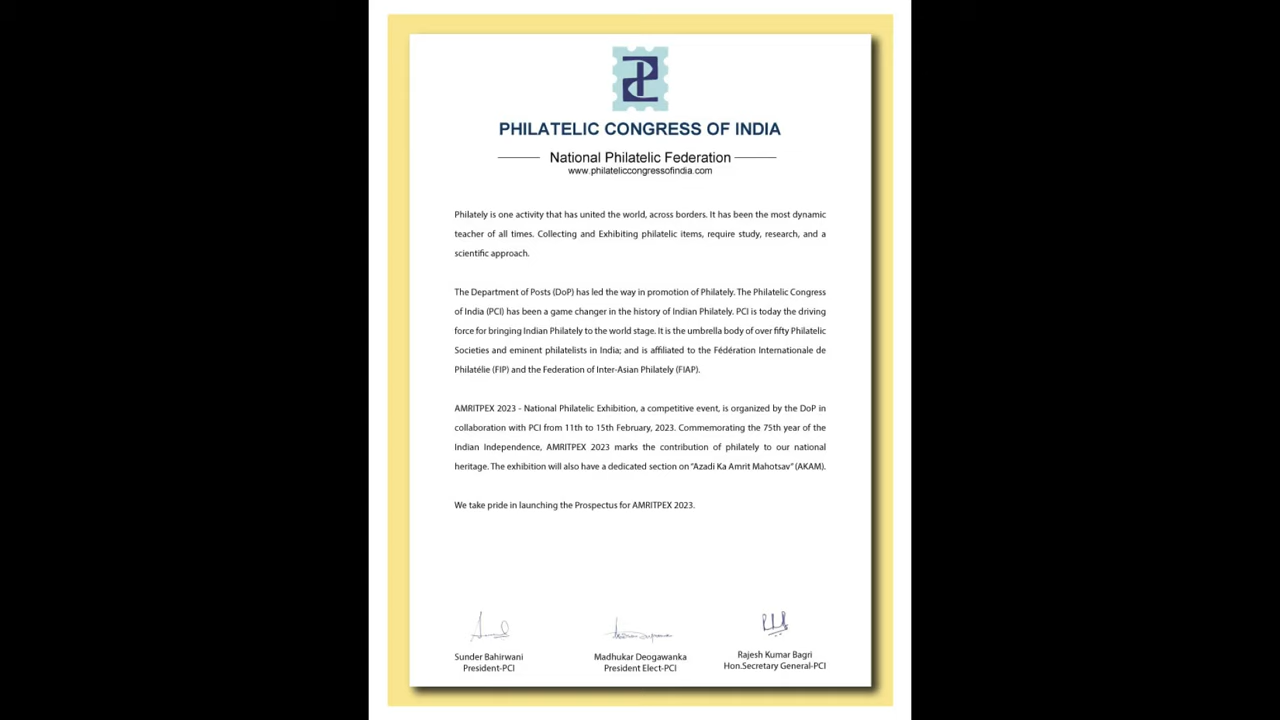 PHILATELIC CONGRESS OF INDIA
National Philatelic Federation
www.philateliccongressofindia.com
Philately is one activity that has united the world, across borders. It has been the most dynamic
teacher of all times. Collecting and Exhibiting philatelic items, require study, research, and a
scientific approach.
The Department of Posts (DoP) has led the way in promotion of Philately. The Philatelic Congress
of India (PCI) has been a game changer in the history of Indian Philately. PCI is today the driving
force for bringing Indian Philately to the world stage. It is the umbrella body of over fifty Philatelic
Societies and eminent philatelists in India; and is affiliated to the Fédération Internationale de
Philatélie (FIP) and the Federation of Inter-Asian Philately (FIAP).
AMRITPEX 2023 - National Philatelic Exhibition, a competitive event, is organized by the DoP in
collaboration with PCI from 11th to 15th February, 2023. Commemorating the 75th year of the
Indian Independence, AMRITPEX 2023 marks the contribution of philately to our national
heritage. The exhibition will also have a dedicated section on "Azadi Ka Amrit Mahotsav" (AKAM).
We take pride in launching the Prospectus for AMRITPEX 2023.
Sunder Bahirwani
President-PCI
Madhukar Deogawanka
President Elect-PCI
Rajesh Kumar Bagri
Hon.Secretary General-PCI